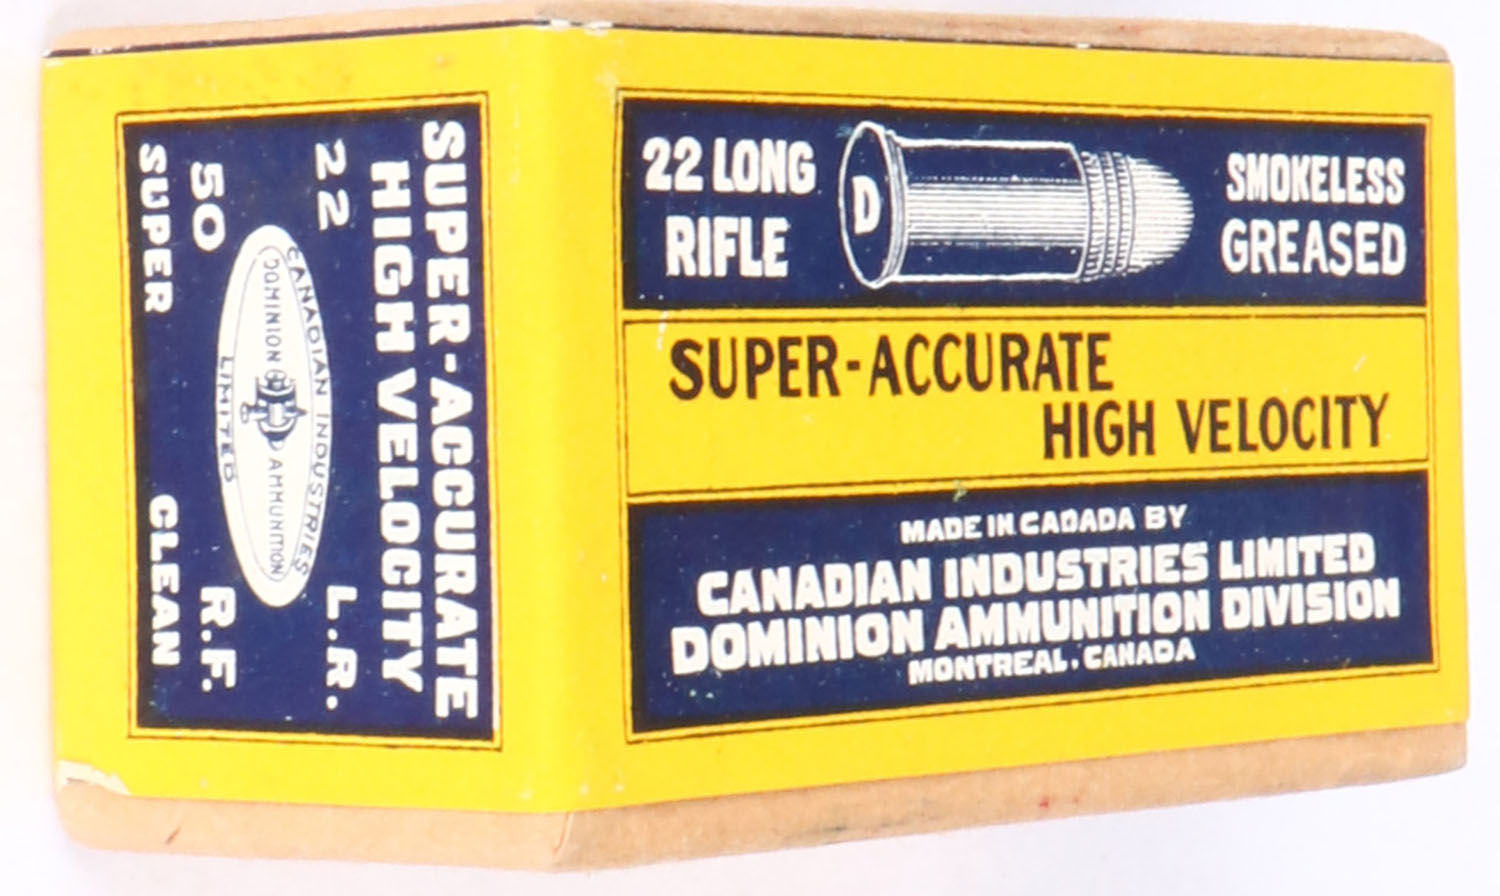 SUPER-ACCURATE
HIGH VELOCITY
22 L.R.
CANADIAN INDUSTRIES
DOMINION AMMUNITION
LIMITED
50 R.F.
SUPER CLEAN
22 LONG
RIFLE
D
SMOKELESS
GREASED
SUPER-ACCURATE
HIGH VELOCITY
MADE IN CADADA BY
CANADIAN INDUSTRIES LIMITED
DOMINION AMMUNITION DIVISION
MONTREAL. CANADA